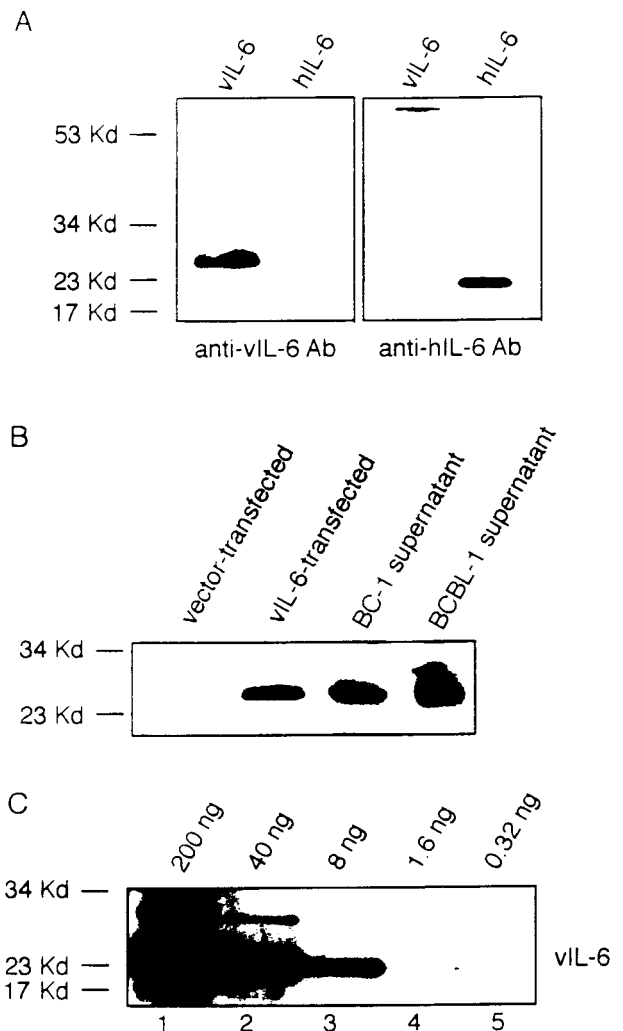 A
vIL-6 hIL-6 vIL-6 hIL-6
53 Kd
34 Kd
23 Kd
17 Kd
anti-vIL-6 Ab anti-hIL-6 Ab
B
vector-transfected vIL-6-transfected BC-1 supernatant BCBL-1 supernatant
34 Kd
23 Kd
C
200 ng 40 ng 8 ng 1.6 ng 0.32 ng
34 Kd
23 Kd vIL-6
17 Kd
1 2 3 4 5